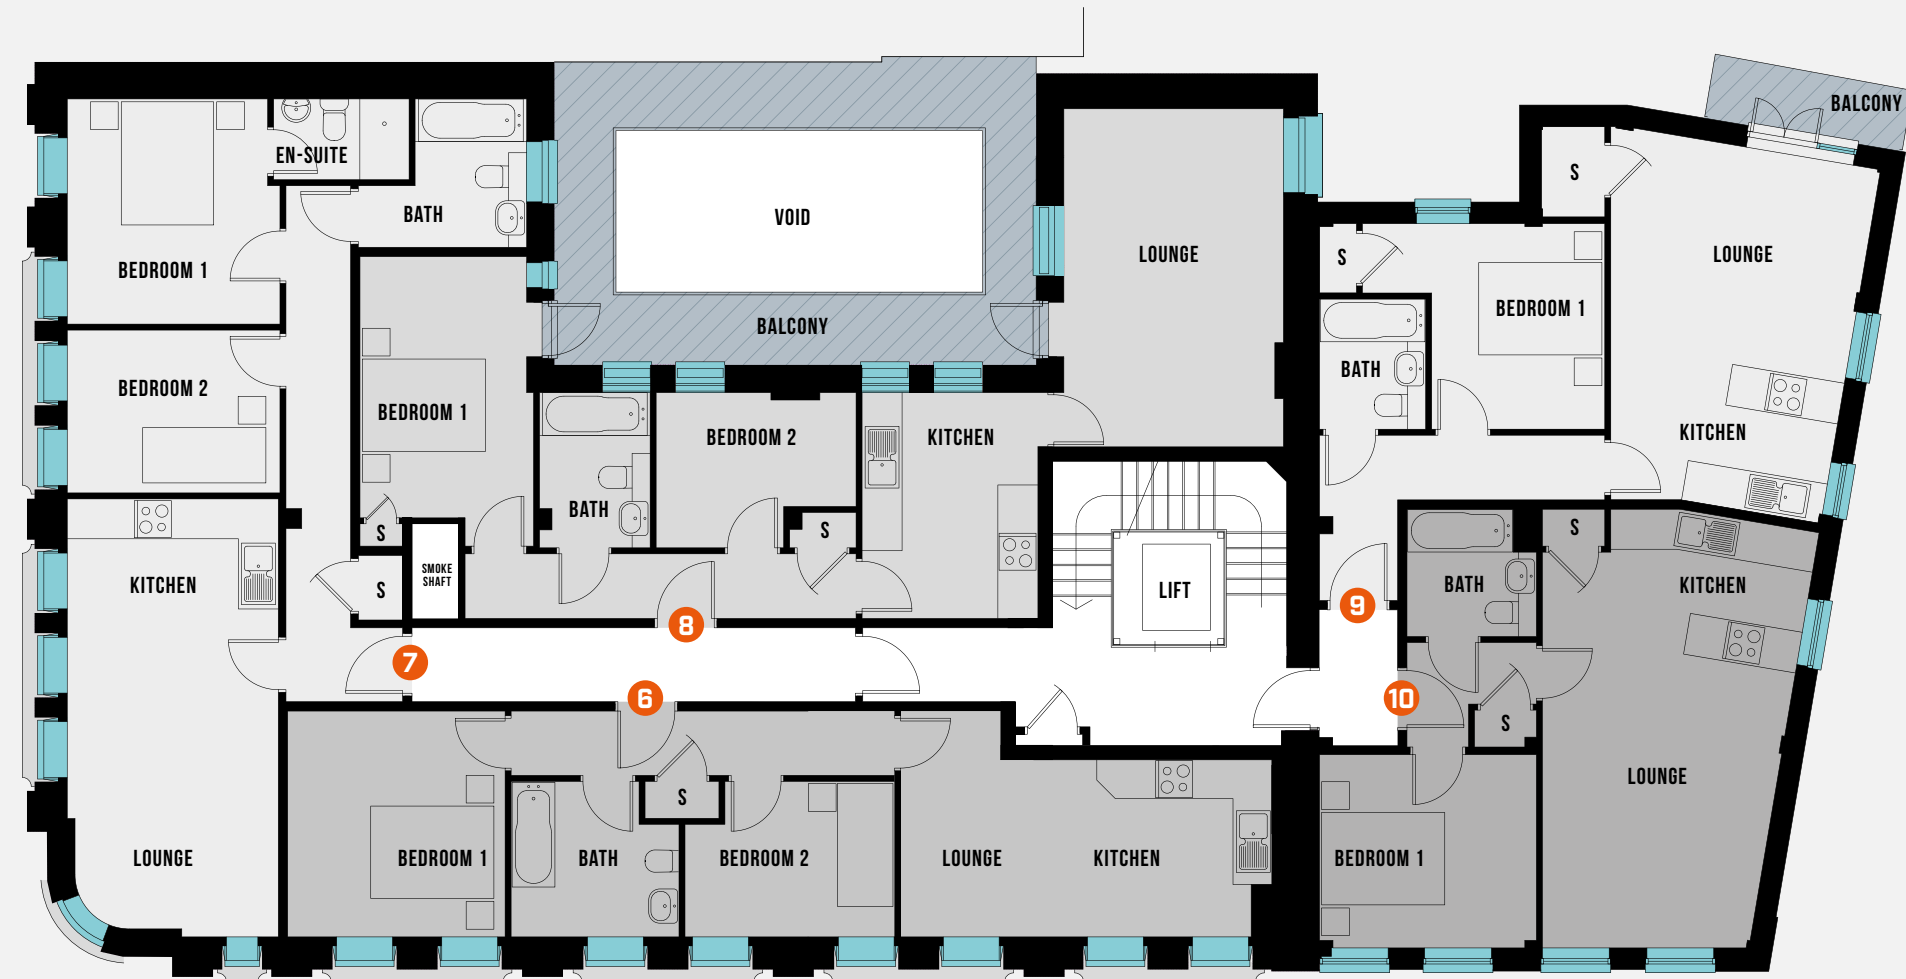 BALCONY
EN-SUITE
S
BATH
VOID
LOUNGE
LOUNGE
S
BEDROOM 1
BEDROOM 1
BALCONY
BATH
BEDROOM 2
BEDROOM 1
BEDROOM 2
KITCHEN
KITCHEN
BATH
S
S
S
SMOKE
SHAFT
S
LIFT
BATH
KITCHEN
KITCHEN
9
8
7
6
10
S
LOUNGE
S
LOUNGE
BEDROOM 1
BATH
BEDROOM 2
LOUNGE
KITCHEN
BEDROOM 1